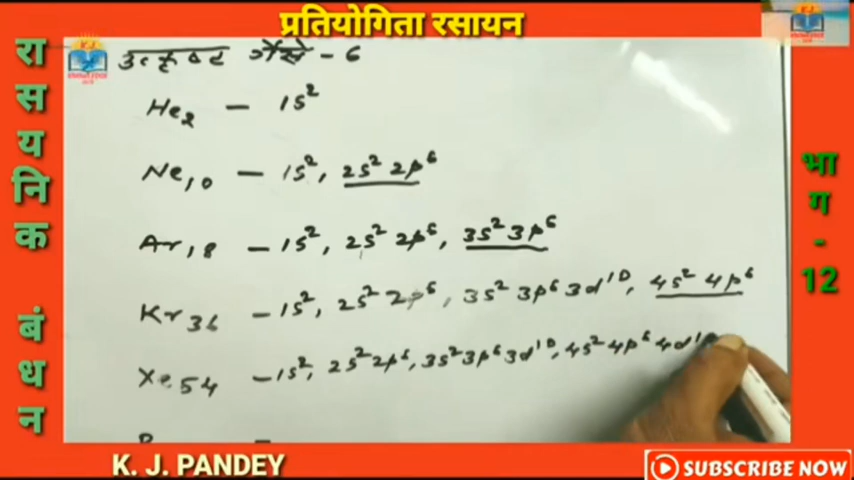 प्रतियोगिता रसायन
रासयनिक बंधन
भाग-12
K.J.
उत्कृष्ट गैसे - 6
He₂ - 1s²
Ne₁₀ - 1s², 2s² 2p⁶
Ar₁₈ - 1s², 2s² 2p⁶, 3s² 3p⁶
Kr₃₆ - 1s², 2s² 2p⁶, 3s² 3p⁶ 3d¹⁰, 4s² 4p⁶
Xe₅₄ - 1s², 2s² 2p⁶, 3s² 3p⁶ 3d¹⁰, 4s² 4p⁶ 4d¹⁰
K. J. PANDEY
SUBSCRIBE NOW